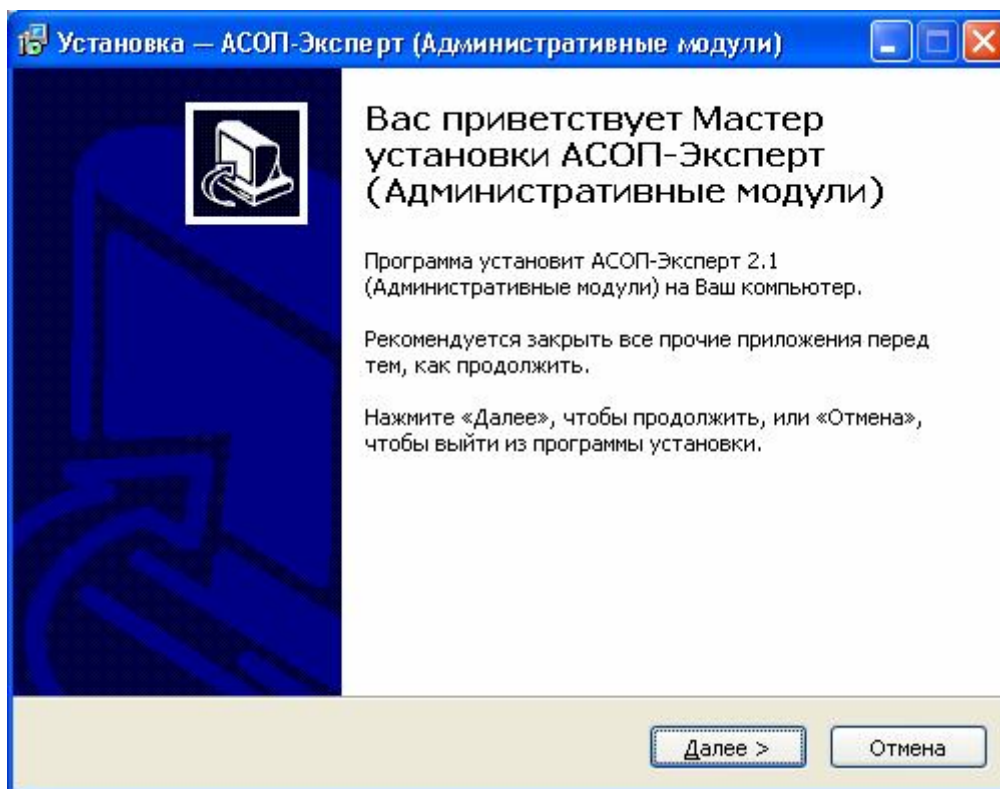 Установка — АСОП-Эксперт (Административные модули)
Вас приветствует Мастер
установки АСОП-Эксперт
(Административные модули)
Программа установит АСОП-Эксперт 2.1
(Административные модули) на Ваш компьютер.
Рекомендуется закрыть все прочие приложения перед
тем, как продолжить.
Нажмите «Далее», чтобы продолжить, или «Отмена»,
чтобы выйти из программы установки.
Далее >
Отмена